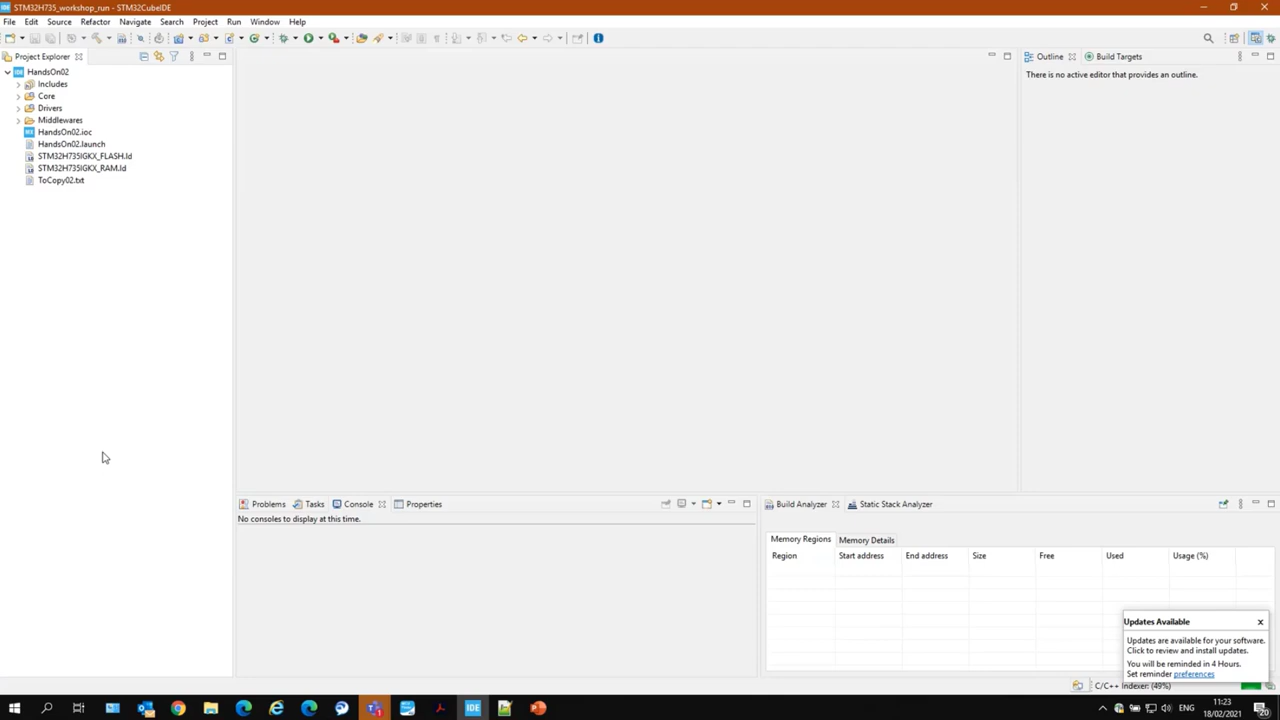 STM32H735_workshop_run - STM32CubeIDE
File Edit Source Refactor Navigate Search Project Run Window Help
Project Explorer
HandsOn02
Includes
Core
Drivers
Middlewares
HandsOn02.ioc
HandsOn02.launch
STM32H735IGKX_FLASH.ld
STM32H735IGKX_RAM.ld
ToCopy02.txt
Outline Build Targets
There is no active editor that provides an outline.
Problems Tasks Console Properties
No consoles to display at this time.
Build Analyzer Static Stack Analyzer
Memory Regions Memory Details
Region Start address End address Size Free Used Usage (%)
Updates Available x
Updates are available for your software.
Click to review and install updates.
You will be reminded in 4 Hours.
Set reminder preferences
C/C++ Indexer: (49%)
IDE
ENG
11:23
18/02/2021
20